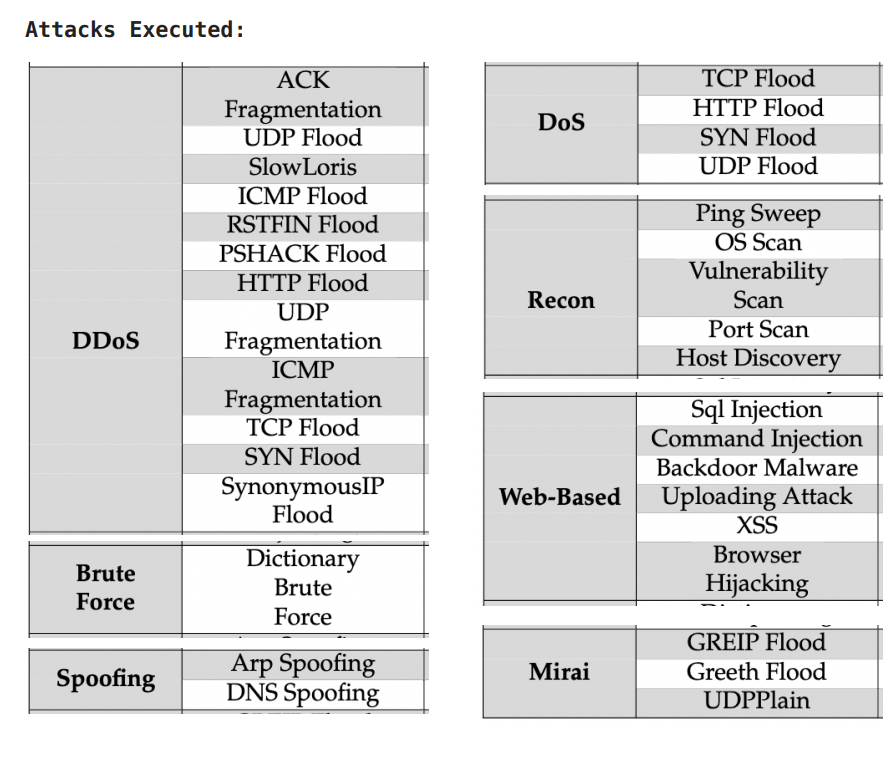 Attacks Executed:
DDoS
ACK
Fragmentation
UDP Flood
SlowLoris
ICMP Flood
RSTFIN Flood
PSHACK Flood
HTTP Flood
UDP
Fragmentation
ICMP
Fragmentation
TCP Flood
SYN Flood
SynonymousIP
Flood
Brute
Force
Dictionary
Brute
Force
Spoofing
Arp Spoofing
DNS Spoofing
DoS
TCP Flood
HTTP Flood
SYN Flood
UDP Flood
Recon
Ping Sweep
OS Scan
Vulnerability
Scan
Port Scan
Host Discovery
Web-Based
Sql Injection
Command Injection
Backdoor Malware
Uploading Attack
XSS
Browser
Hijacking
Mirai
GREIP Flood
Greeth Flood
UDPPlain